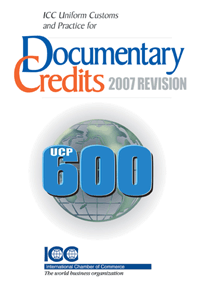 ICC Uniform Customs
and Practice for
Documentary
Credits 2007 REVISION
UCP
600
ICC
International Chamber of Commerce
The world business organization